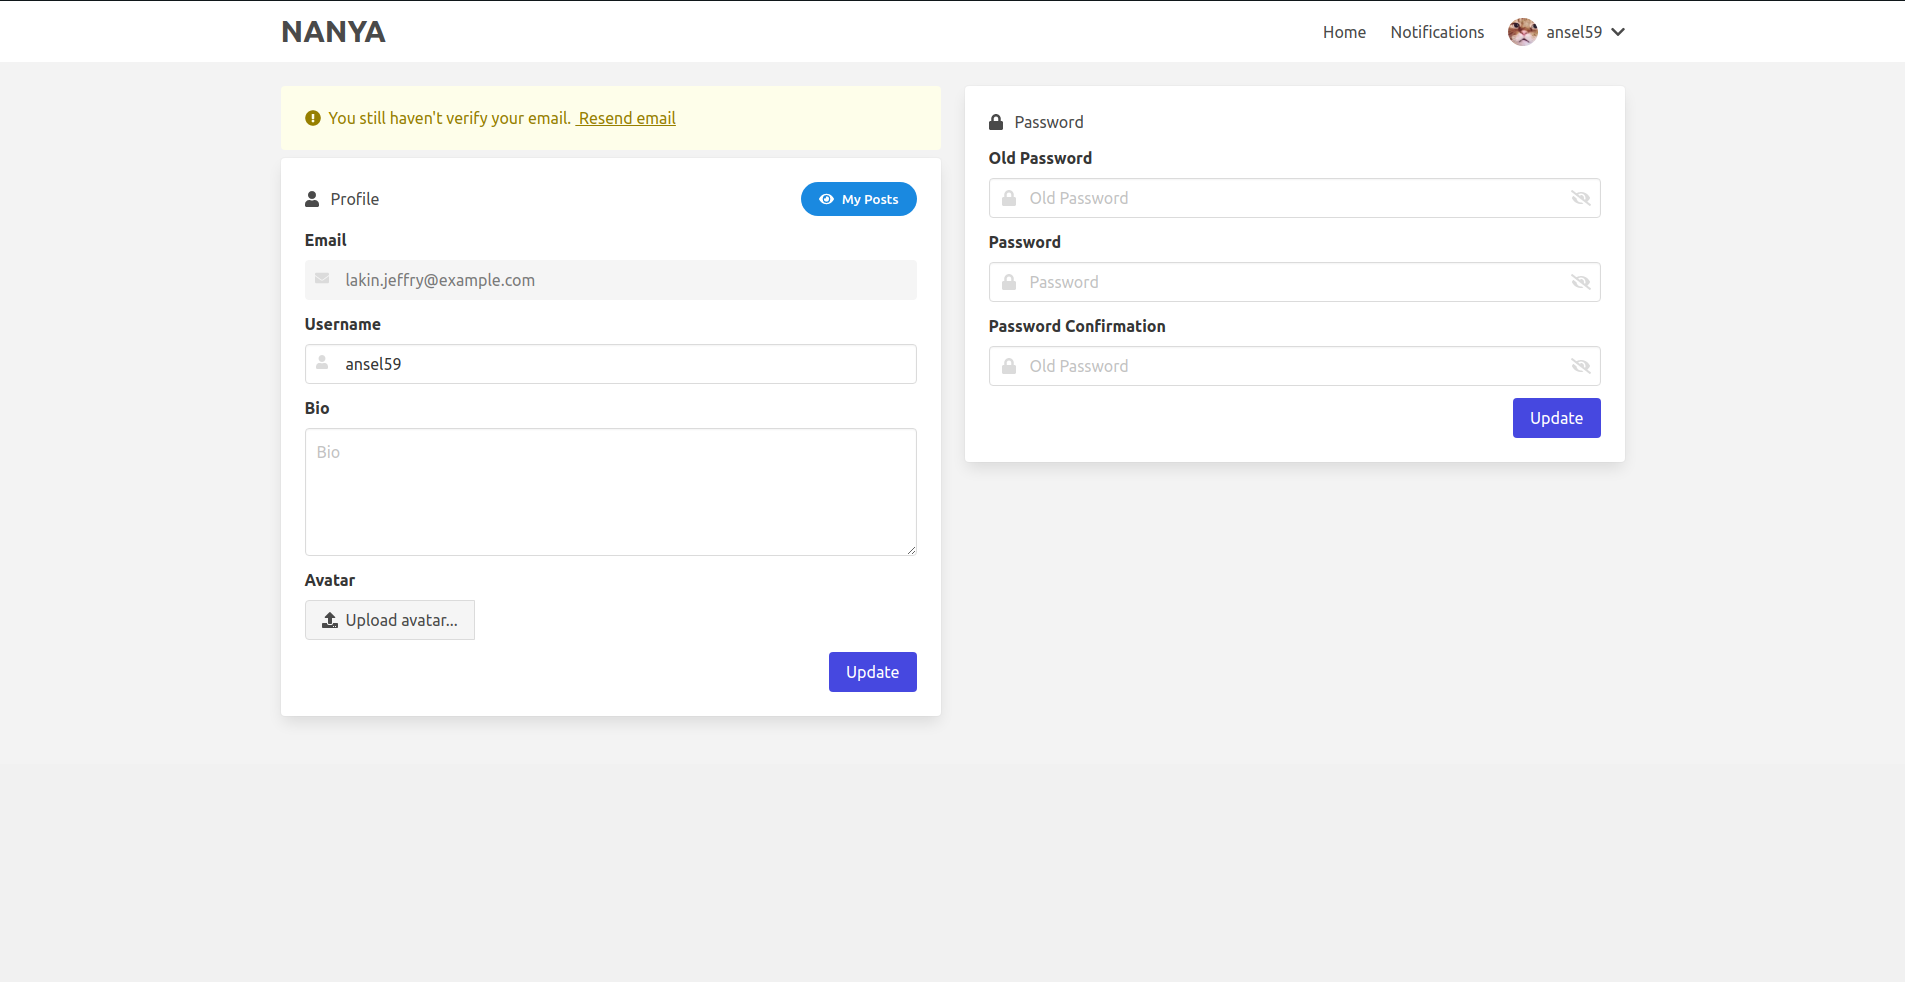 NANYA
Home Notifications ansel59
You still haven't verify your email. Resend email
Profile My Posts
Email
lakin.jeffry@example.com
Username
ansel59
Bio
Bio
Avatar
Upload avatar...
Update
Password
Old Password
Old Password
Password
Password
Password Confirmation
Old Password
Update